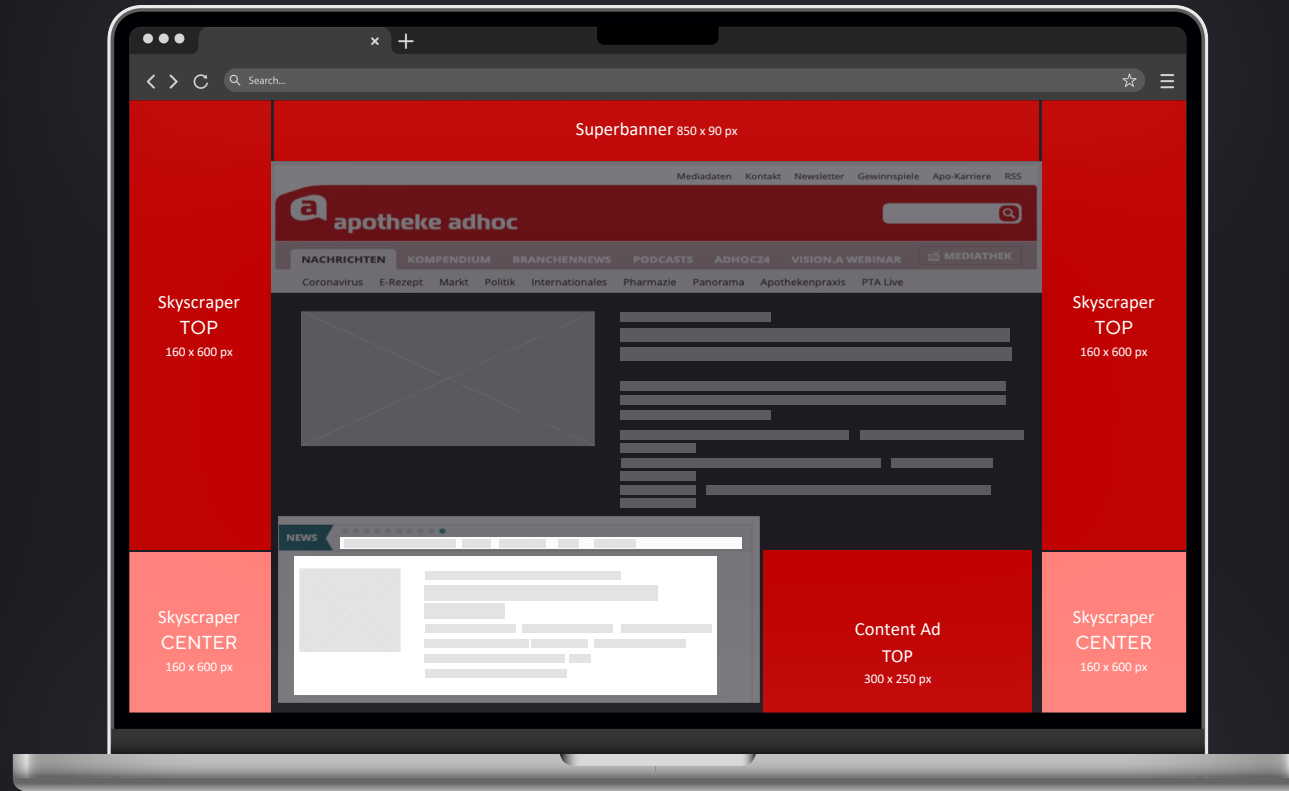 Search...
Superbanner 850 x 90 px
Mediadaten Kontakt Newsletter Gewinnspiele Apo-Karriere RSS
a
apotheke adhoc
NACHRICHTEN KOMPENDIUM BRANCHENNEWS PODCASTS ADHOC24 VISION.A WEBINAR MEDIATHEK
Coronavirus E-Rezept Markt Politik Internationales Pharmazie Panorama Apothekenpraxis PTA Live
Skyscraper
TOP
160 x 600 px
Skyscraper
TOP
160 x 600 px
NEWS
Skyscraper
CENTER
160 x 600 px
Content Ad
TOP
300 x 250 px
Skyscraper
CENTER
160 x 600 px